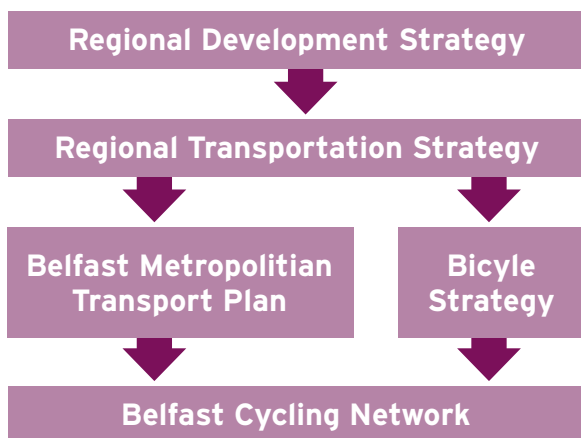 Regional Development Strategy
Regional Transportation Strategy
Belfast Metropolitian
Transport Plan
Bicyle
Strategy
Belfast Cycling Network